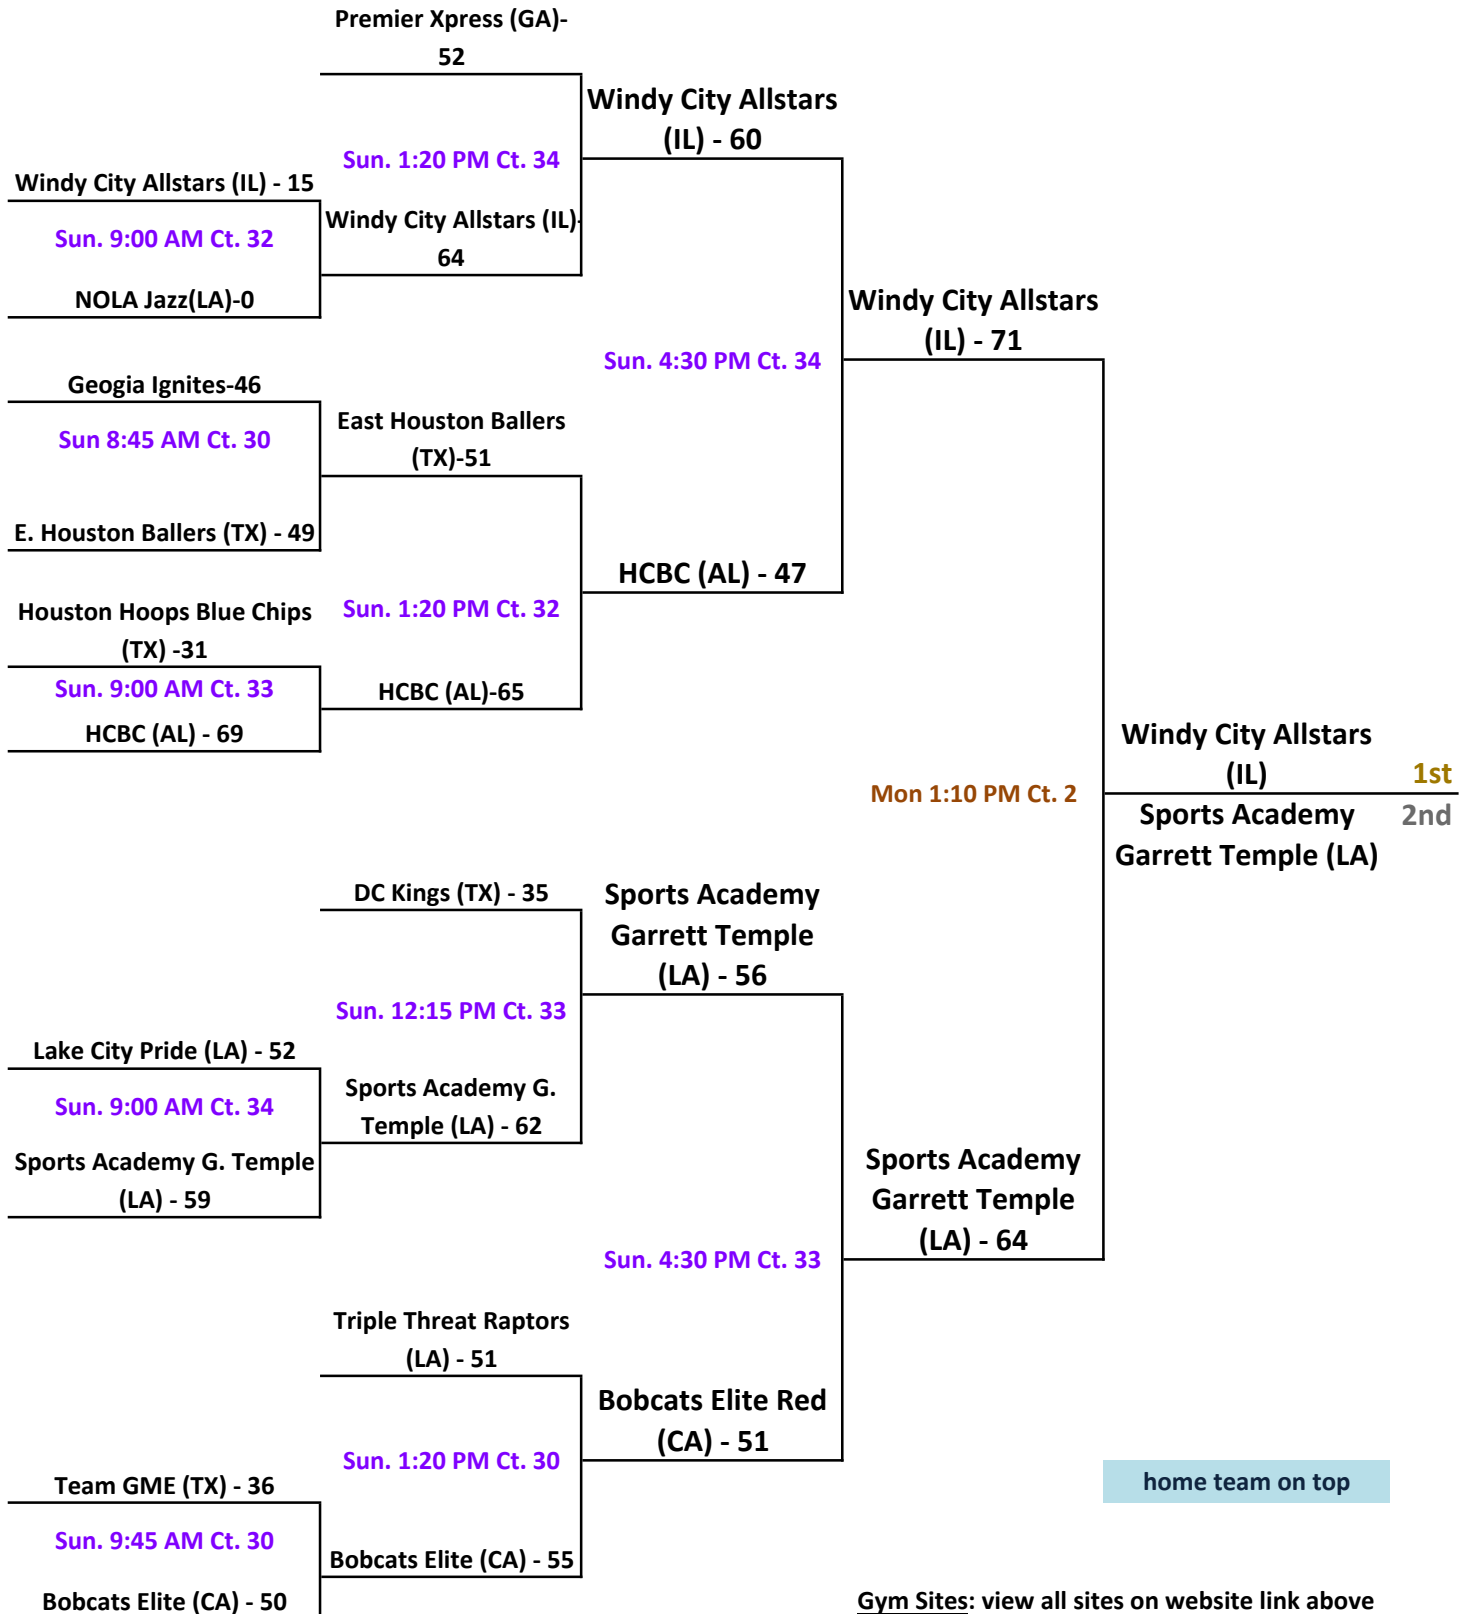 Premier Xpress (GA)-
52
Windy City Allstars
(IL) - 60
Sun. 1:20 PM Ct. 34
Windy City Allstars (IL) - 15
Sun. 9:00 AM Ct. 32
Windy City Allstars (IL)-
64
NOLA Jazz(LA)-0
Windy City Allstars
(IL) - 71
Sun. 4:30 PM Ct. 34
Geogia Ignites-46
Sun 8:45 AM Ct. 30
East Houston Ballers
(TX)-51
E. Houston Ballers (TX) - 49
HCBC (AL) - 47
Houston Hoops Blue Chips
(TX) -31
Sun. 1:20 PM Ct. 32
Sun. 9:00 AM Ct. 33
HCBC (AL)-65
HCBC (AL) - 69
Windy City Allstars
(IL)
1st
Mon 1:10 PM Ct. 2
Sports Academy
Garrett Temple (LA)
2nd
DC Kings (TX) - 35
Sports Academy
Garrett Temple
(LA) - 56
Sun. 12:15 PM Ct. 33
Lake City Pride (LA) - 52
Sun. 9:00 AM Ct. 34
Sports Academy G.
Temple (LA) - 62
Sports Academy G. Temple
(LA) - 59
Sports Academy
Garrett Temple
(LA) - 64
Sun. 4:30 PM Ct. 33
Triple Threat Raptors
(LA) - 51
Bobcats Elite Red
(CA) - 51
Sun. 1:20 PM Ct. 30
Team GME (TX) - 36
home team on top
Sun. 9:45 AM Ct. 30
Bobcats Elite (CA) - 55
Bobcats Elite (CA) - 50
Gym Sites: view all sites on website link above